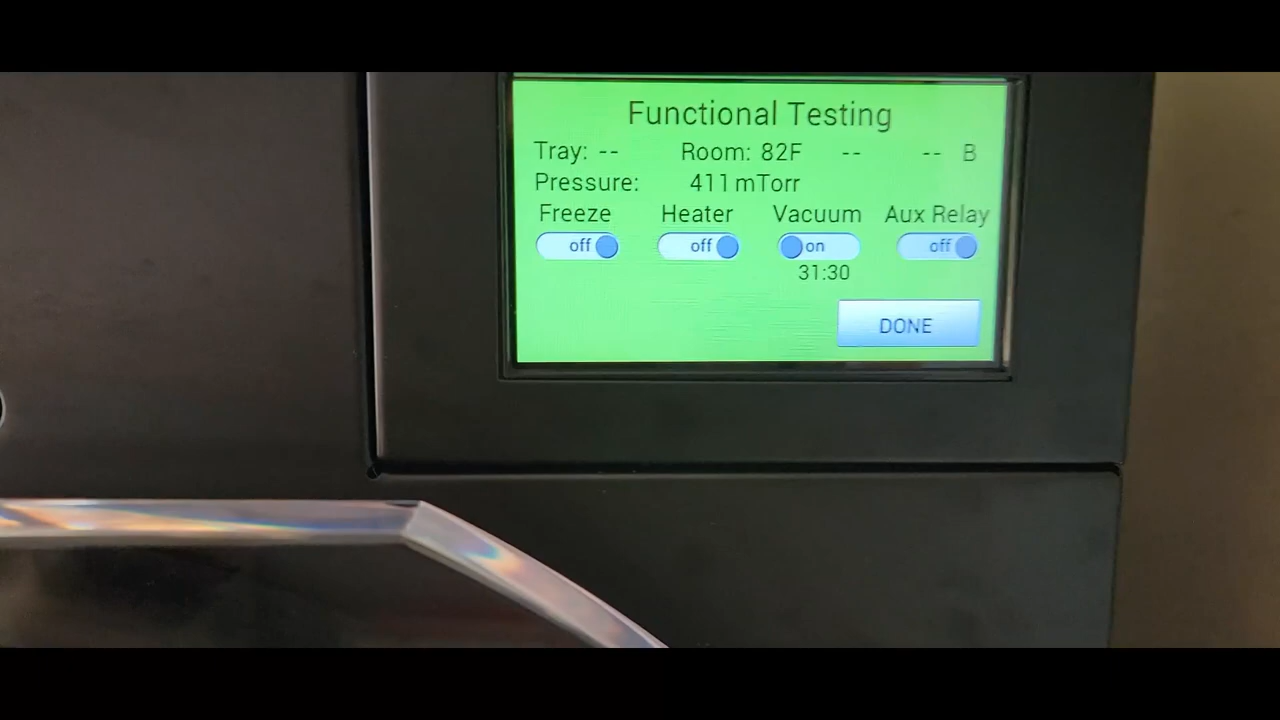 Functional Testing
Tray: -- Room: 82F -- -- B
Pressure: 411 mTorr
Freeze Heater Vacuum Aux Relay
off off on off
31:30
DONE